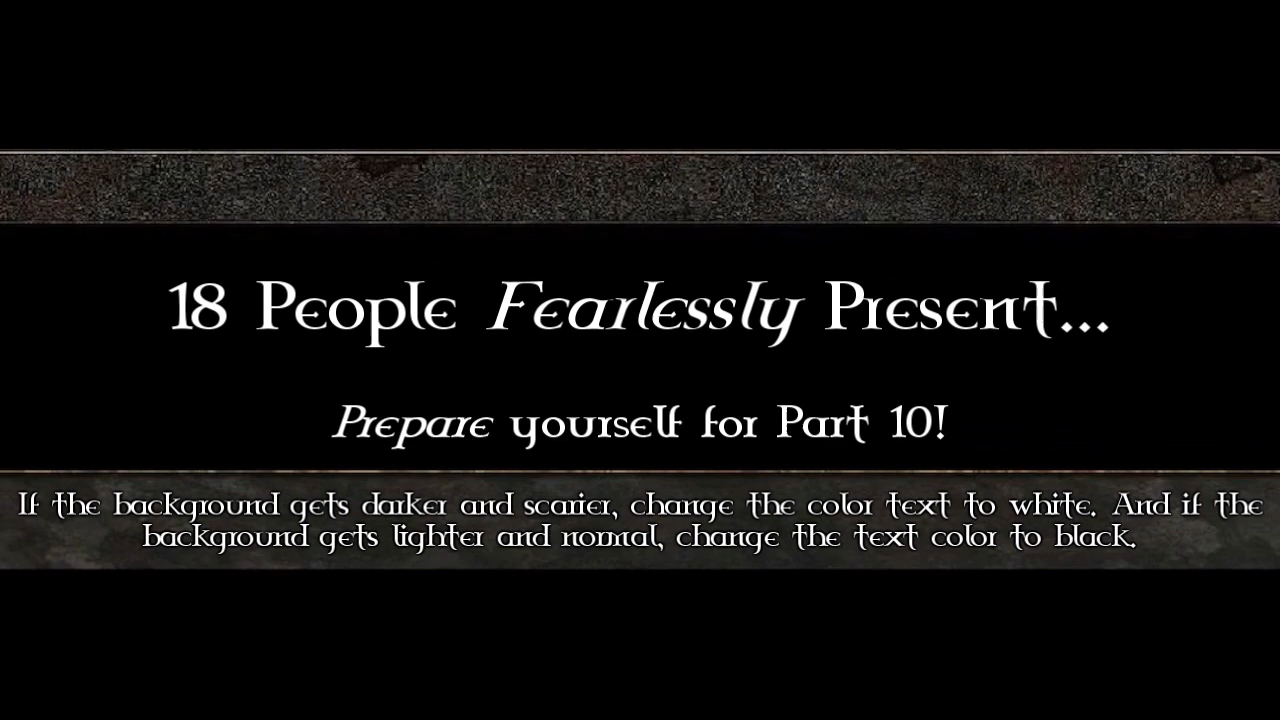 18 People Fearlessly Present...
Prepare yourself for Part 10!
If the background gets darker and scarier, change the color text to white. And if the
background gets lighter and normal, change the text color to black.